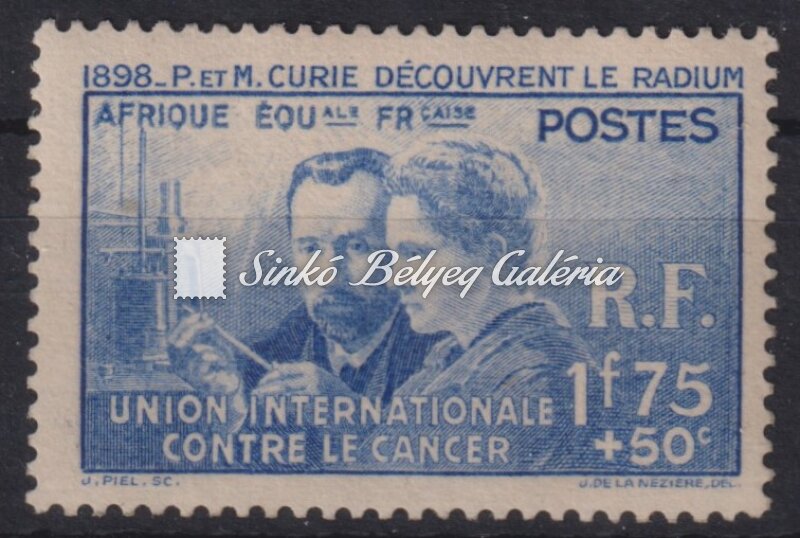 1898_P. ET M. CURIE DÉCOUVRENT LE RADIUM
AFRIQUE ÉQUALE FRÇAISE POSTES
Sinkó Bélyeg Galéria
R.F.
1f75
+50c
UNION INTERNATIONALE
CONTRE LE CANCER
J. PIEL. SC. J. DE LA NEZIÈRE, DEL.